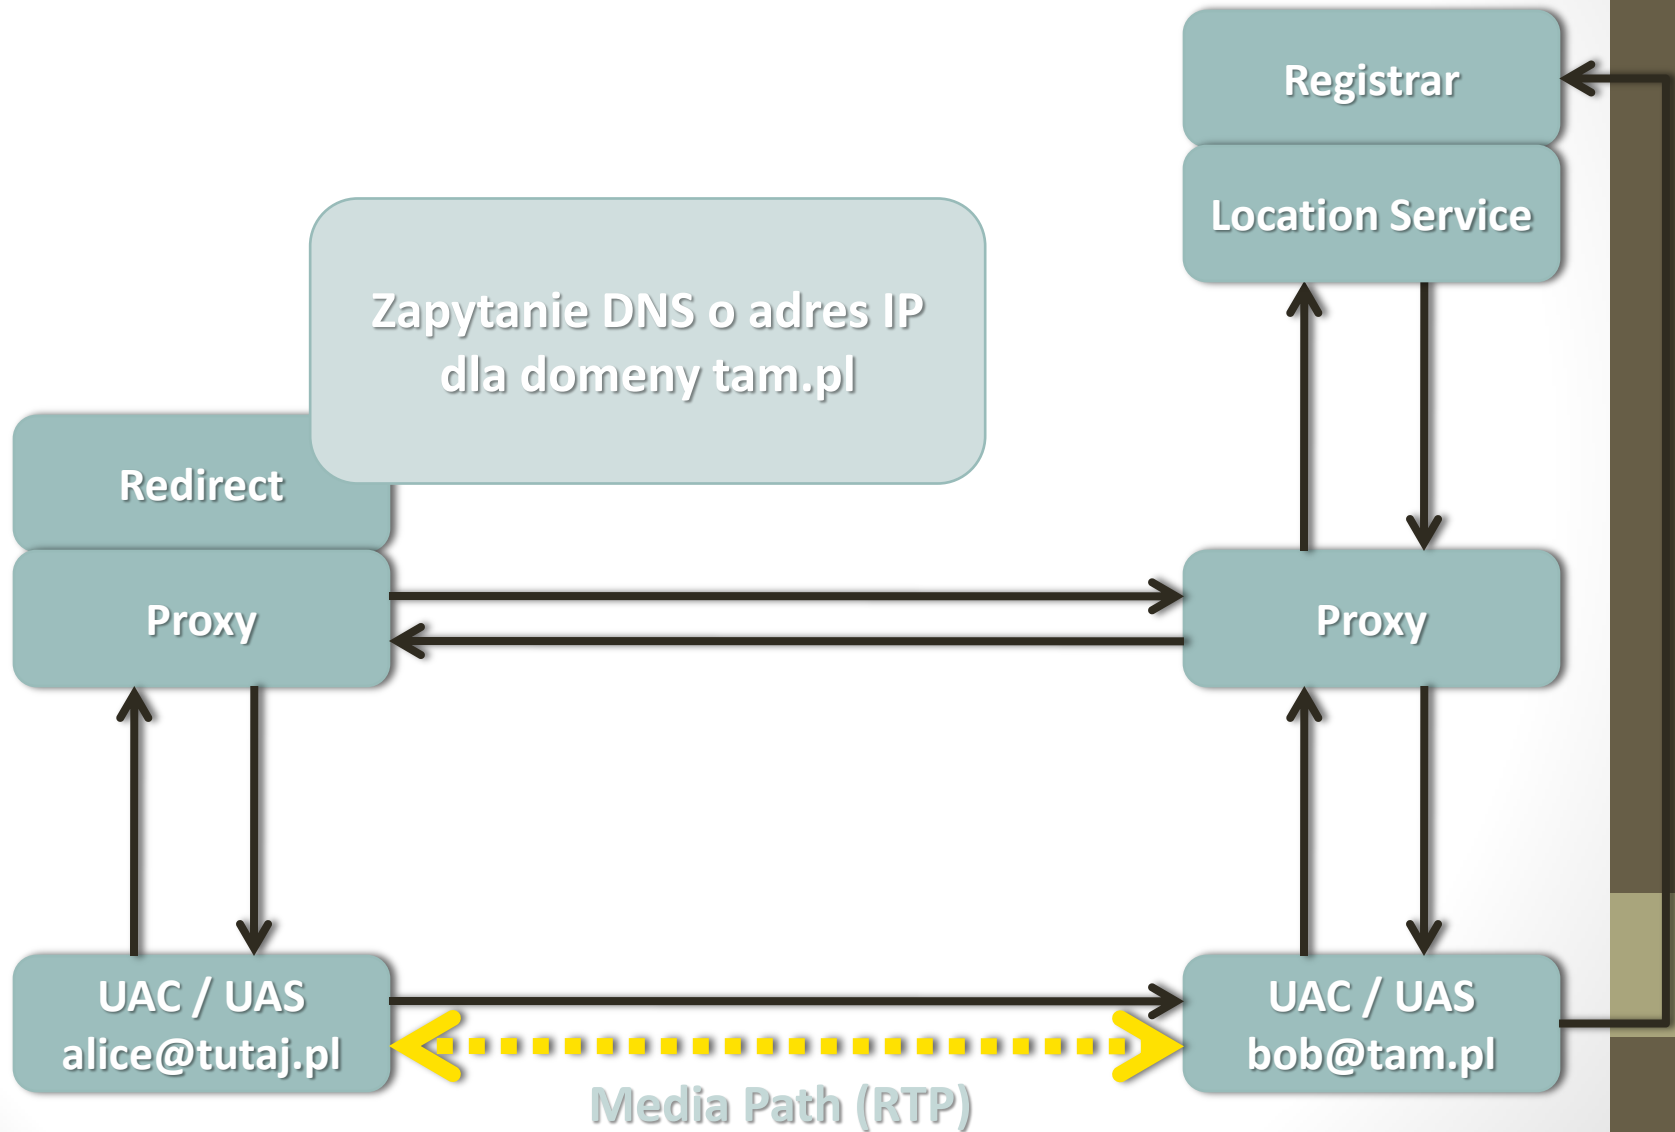 Registrar
Location Service
Zapytanie DNS o adres IP
dla domeny tam.pl
Redirect
Proxy
Proxy
UAC / UAS
alice@tutaj.pl
UAC / UAS
bob@tam.pl
Media Path (RTP)